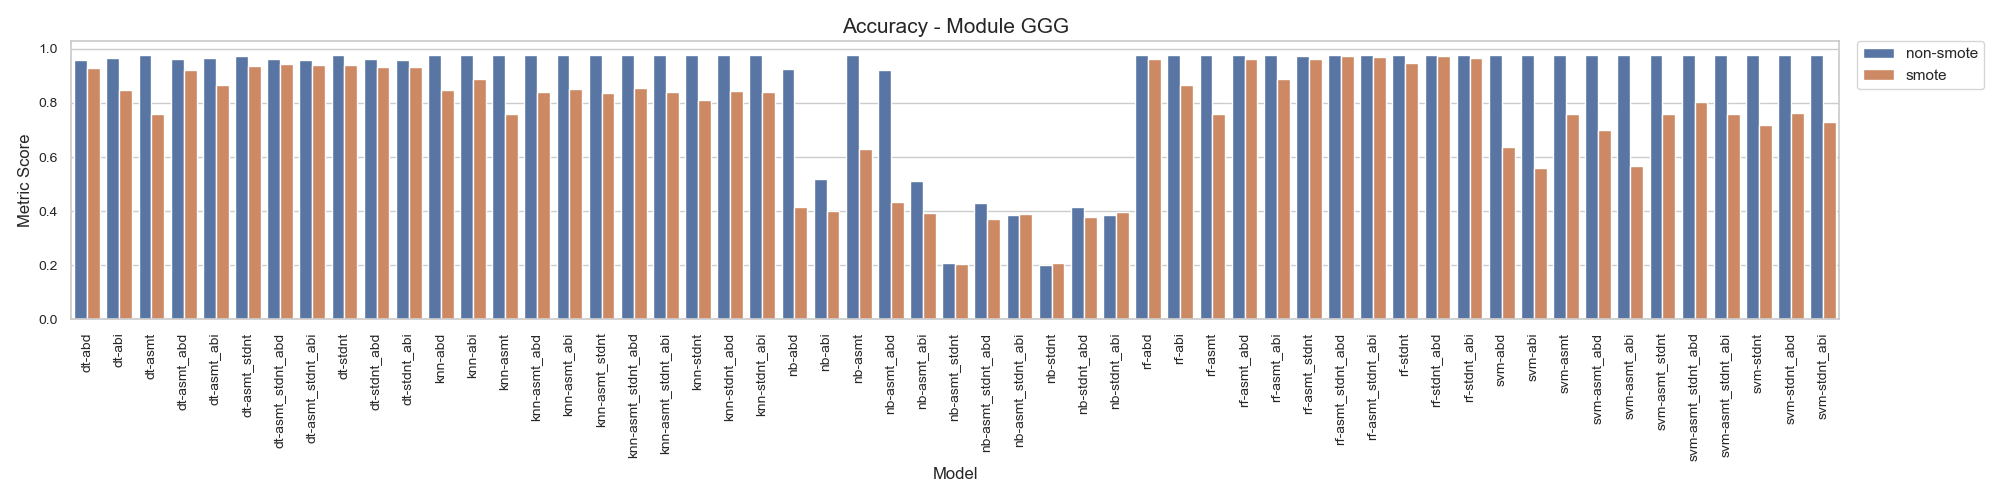 Accuracy - Module GGG
non-smote
smote
Metric Score
1.0
0.8
0.6
0.4
0.2
0.0
dt-abd
dt-abi
dt-asmt
dt-asmt_abd
dt-asmt_abi
dt-asmt_stdnt
dt-asmt_stdnt_abd
dt-asmt_stdnt_abi
dt-stdnt
dt-stdnt_abd
dt-stdnt_abi
knn-abd
knn-abi
knn-asmt
knn-asmt_abd
knn-asmt_abi
knn-asmt_stdnt
knn-asmt_stdnt_abd
knn-asmt_stdnt_abi
knn-stdnt
knn-stdnt_abd
knn-stdnt_abi
nb-abd
nb-abi
nb-asmt
nb-asmt_abd
nb-asmt_abi
nb-asmt_stdnt
nb-asmt_stdnt_abd
nb-asmt_stdnt_abi
nb-stdnt
nb-stdnt_abd
nb-stdnt_abi
rf-abd
rf-abi
rf-asmt
rf-asmt_abd
rf-asmt_abi
rf-asmt_stdnt
rf-asmt_stdnt_abd
rf-asmt_stdnt_abi
rf-stdnt
rf-stdnt_abd
rf-stdnt_abi
svm-abd
svm-abi
svm-asmt
svm-asmt_abd
svm-asmt_abi
svm-asmt_stdnt
svm-asmt_stdnt_abd
svm-asmt_stdnt_abi
svm-stdnt
svm-stdnt_abd
svm-stdnt_abi
Model